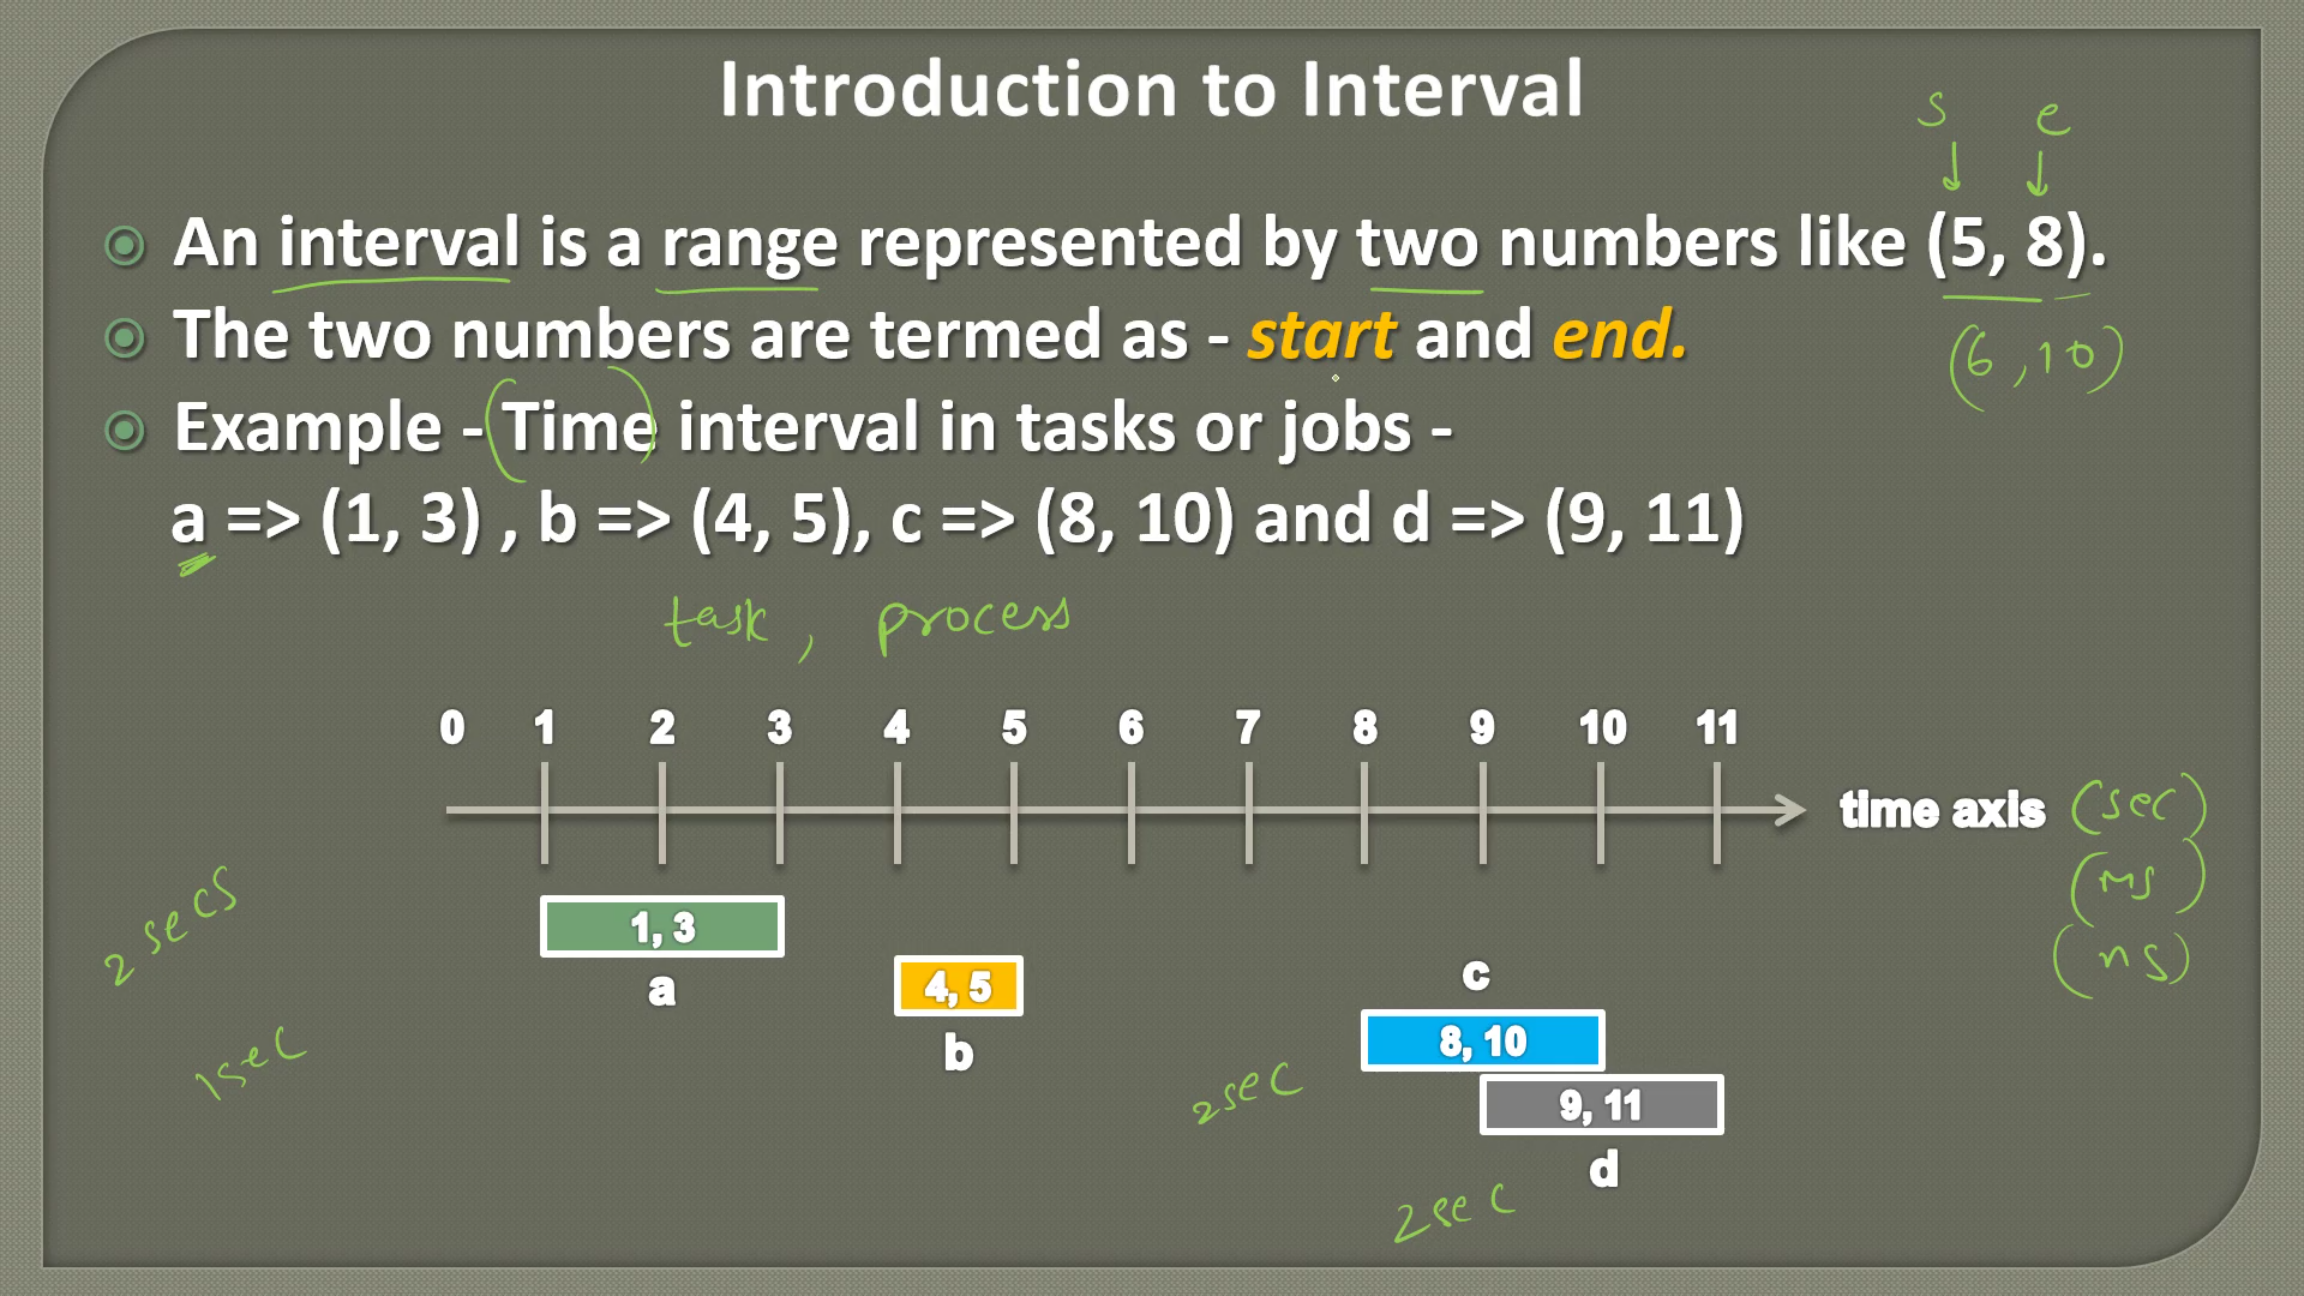 Introduction to Interval
s e
An interval is a range represented by two numbers like (5, 8).
The two numbers are termed as - start and end.
(6,10)
Example - (Time) interval in tasks or jobs -
a => (1, 3) , b => (4, 5), c => (8, 10) and d => (9, 11)
task, process
0 1 2 3 4 5 6 7 8 9 10 11
time axis (sec)
(ms)
(ns)
2 secs
1, 3
a
4, 5
b
c
8, 10
1sec
2sec
9, 11
d
2sec